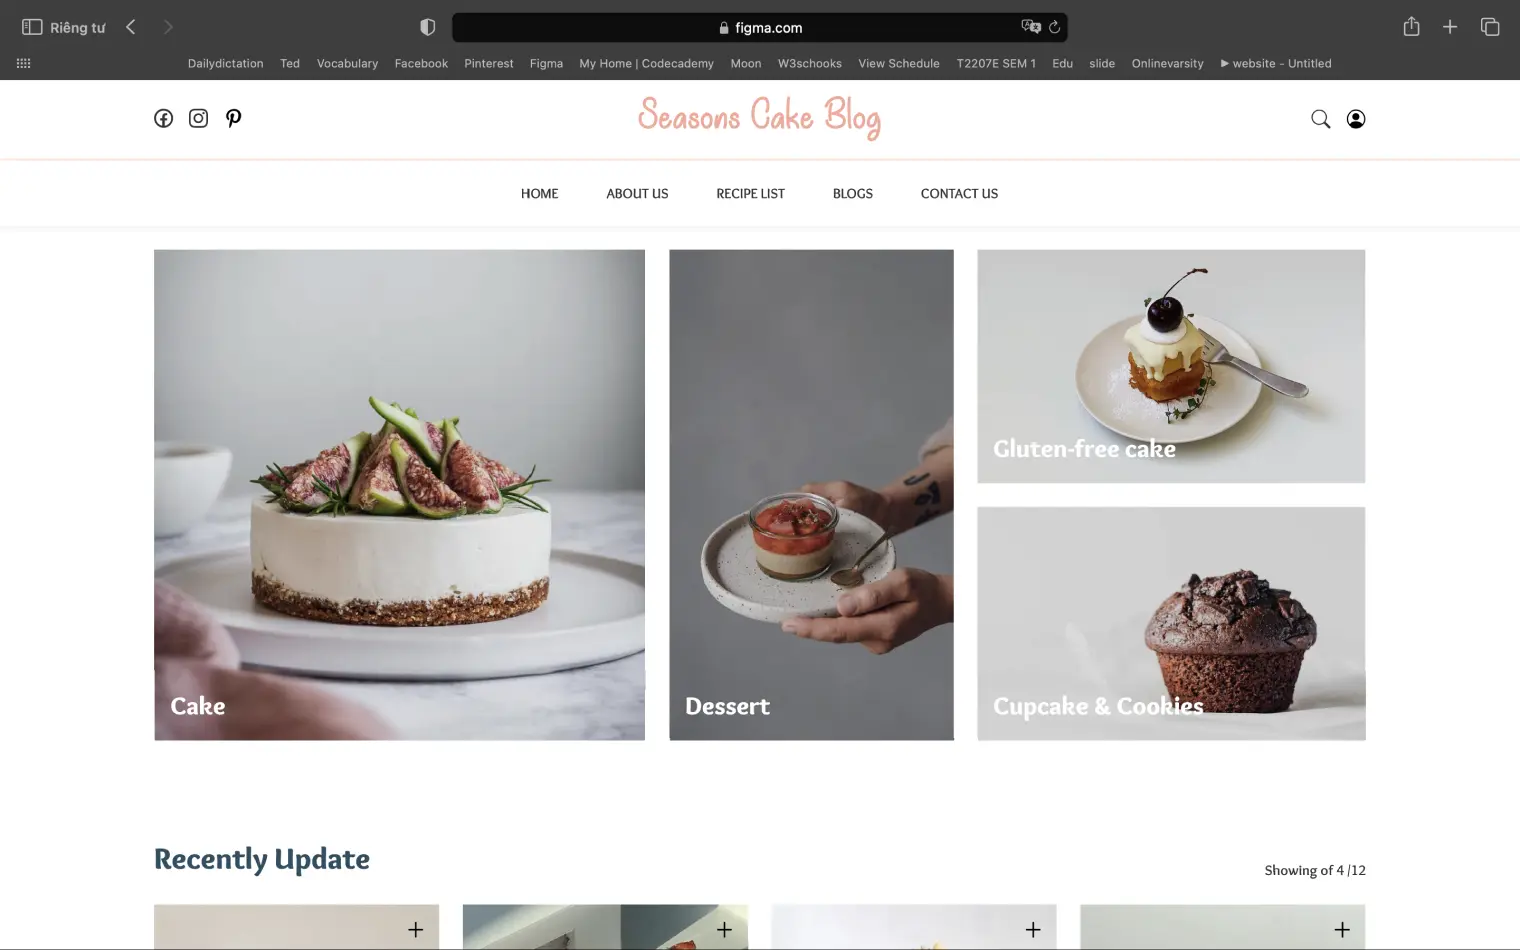 Riêng tư
figma.com
Dailydictation Ted Vocabulary Facebook Pinterest Figma My Home | Codecademy Moon W3schooks View Schedule T2207E SEM 1 Edu slide Onlinevarsity website - Untitled
Seasons Cake Blog
HOME ABOUT US RECIPE LIST BLOGS CONTACT US
Gluten-free cake
Cake
Dessert
Cupcake & Cookies
Recently Update
Showing of 4 /12